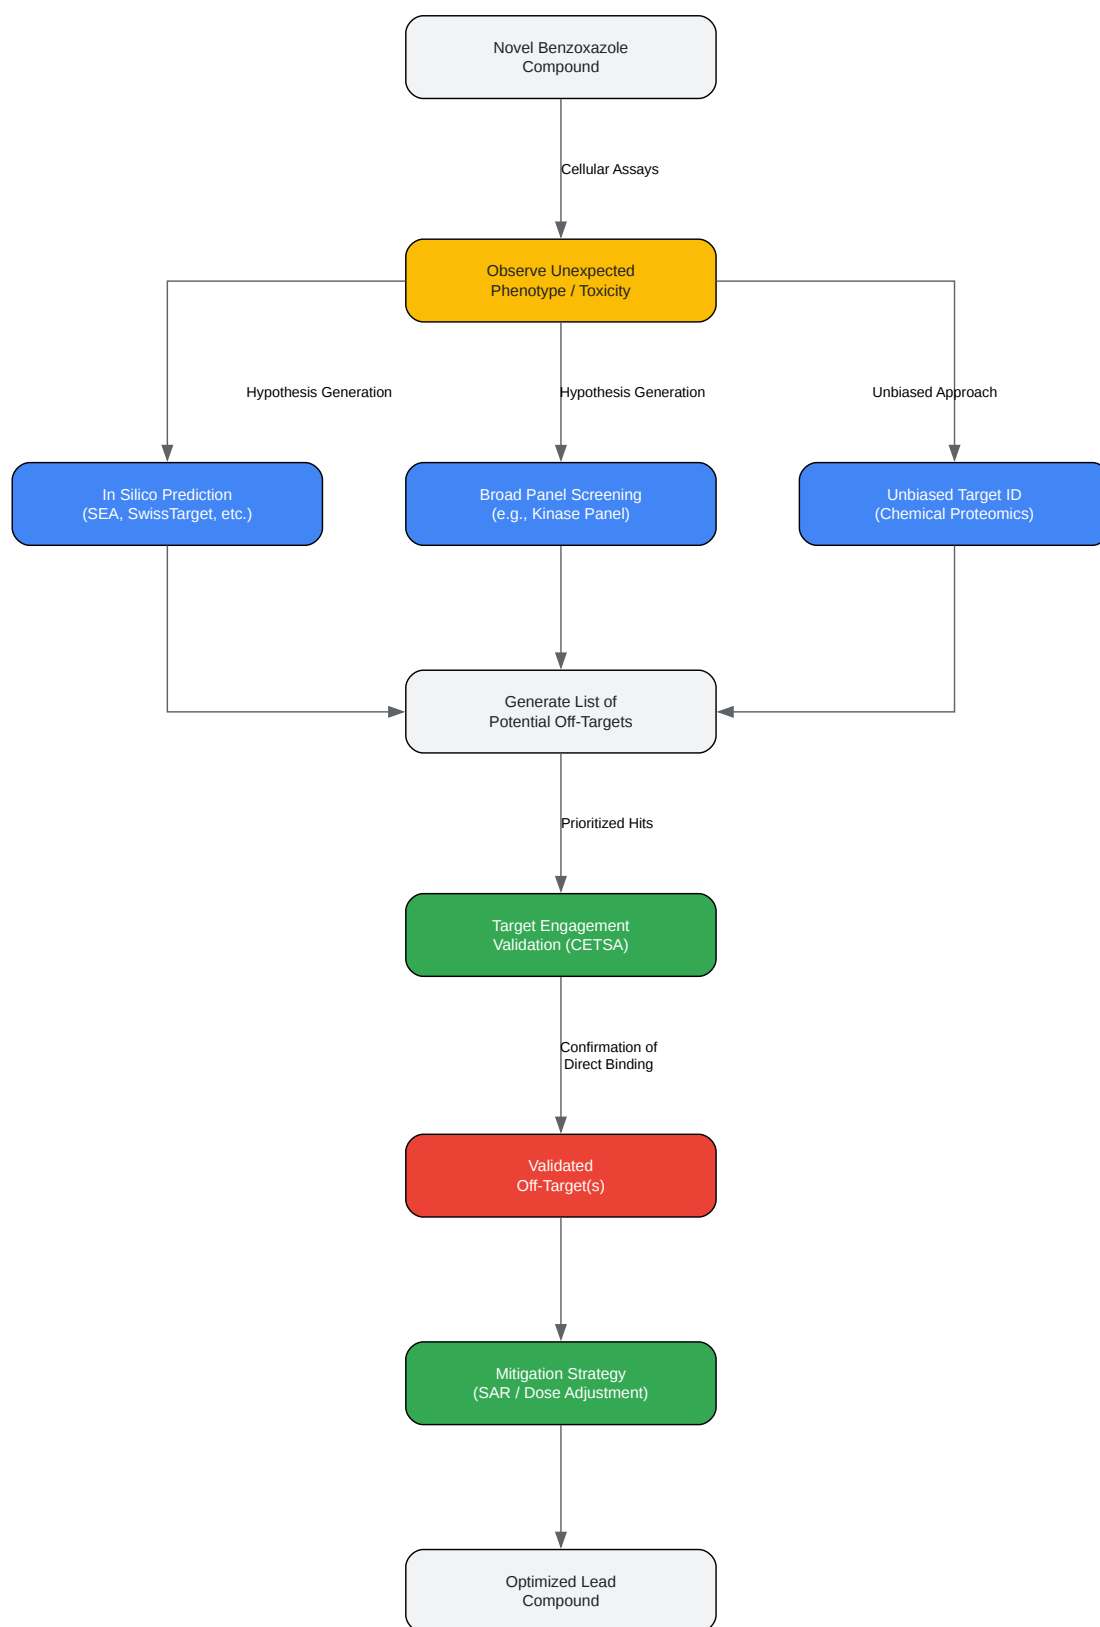 Novel Benzoxazole
Compound
Cellular Assays
Observe Unexpected
Phenotype / Toxicity
Hypothesis Generation
Hypothesis Generation
Unbiased Approach
In Silico Prediction
(SEA, SwissTarget, etc.)
Broad Panel Screening
(e.g., Kinase Panel)
Unbiased Target ID
(Chemical Proteomics)
Generate List of
Potential Off-Targets
Prioritized Hits
Target Engagement
Validation (CETSA)
Confirmation of
Direct Binding
Validated
Off-Target(s)
Mitigation Strategy
(SAR / Dose Adjustment)
Optimized Lead
Compound